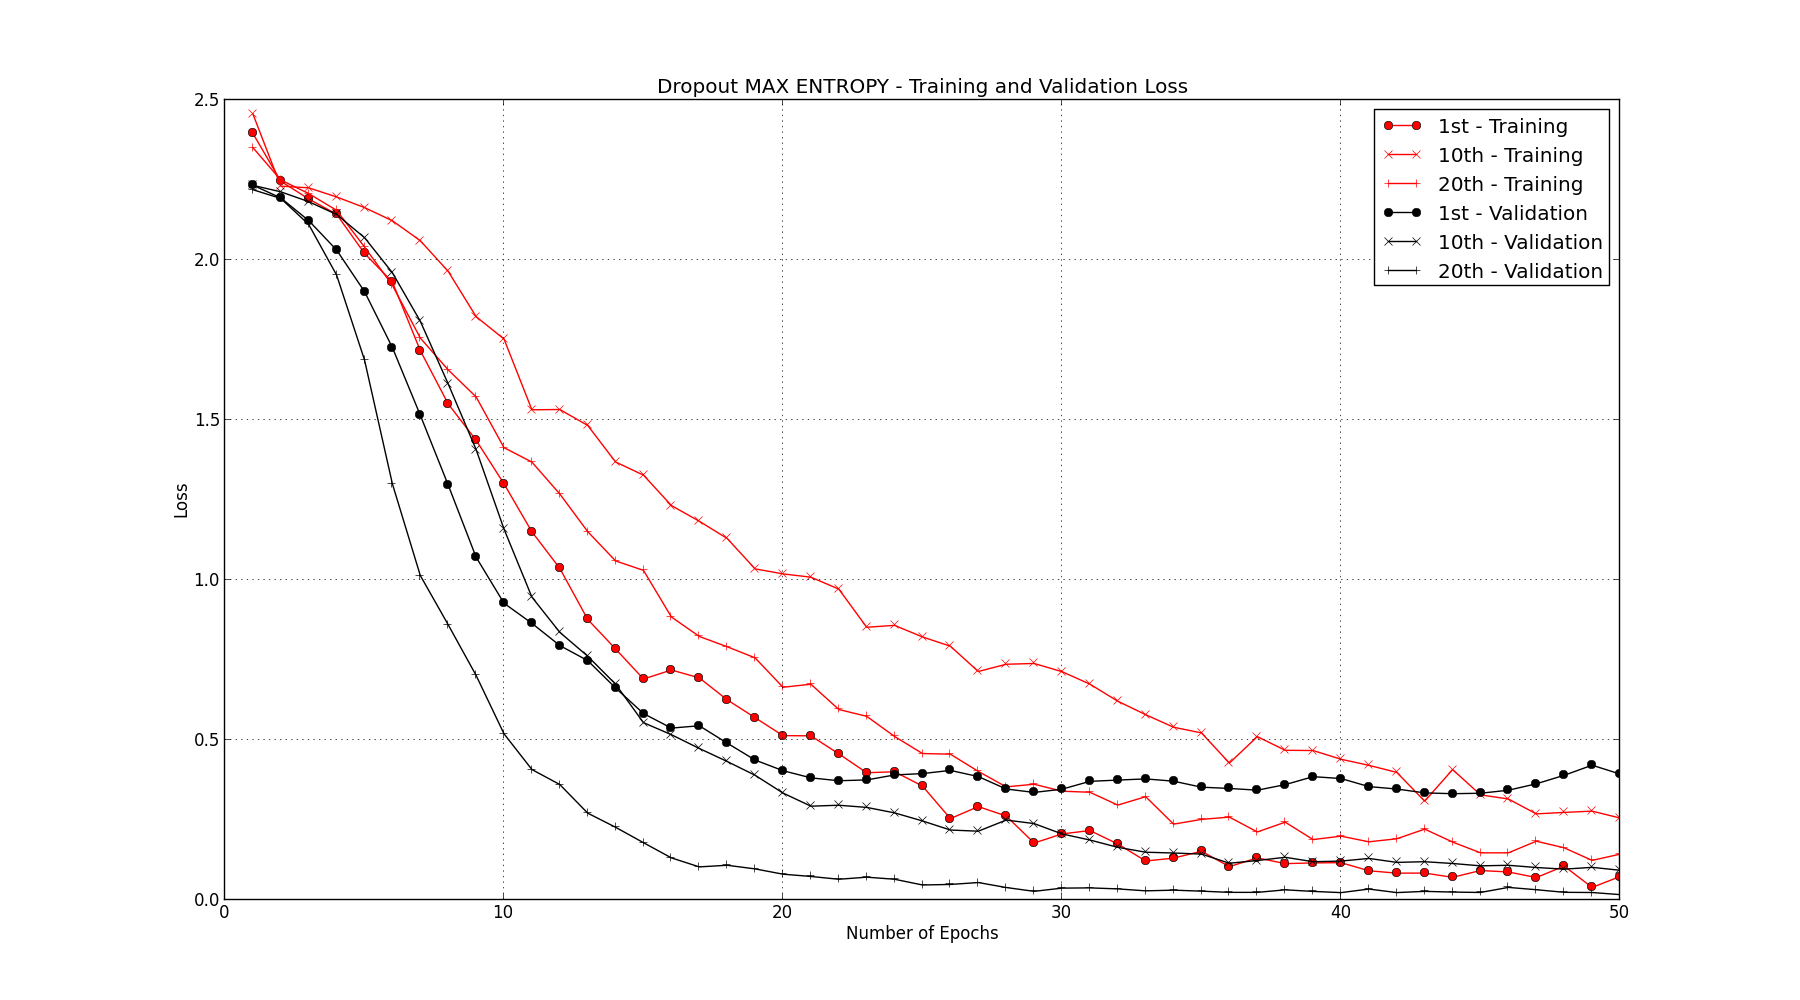 Dropout MAX ENTROPY - Training and Validation Loss
2.5
2.0
1.5
1.0
0.5
0.0
Loss
1st - Training
10th - Training
20th - Training
1st - Validation
10th - Validation
20th - Validation
0 10 20 30 40 50
Number of Epochs